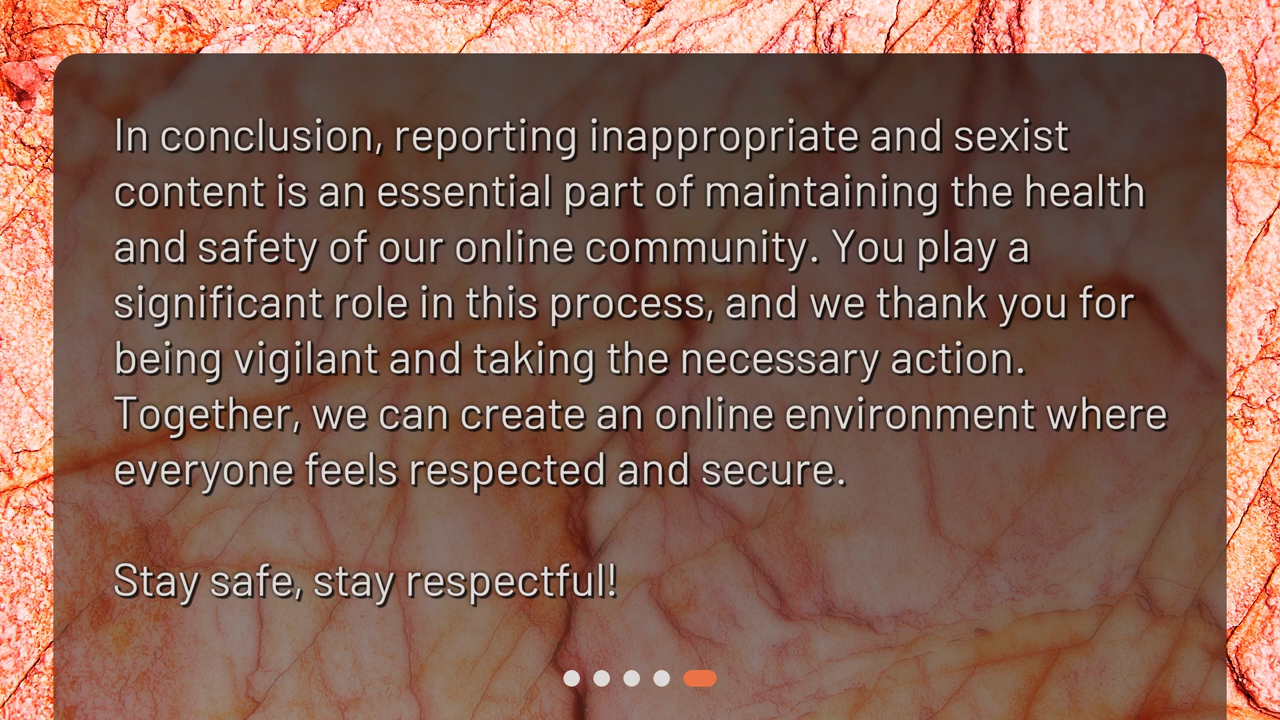 In conclusion, reporting inappropriate and sexist
content is an essential part of maintaining the health
and safety of our online community. You play a
significant role in this process, and we thank you for
being vigilant and taking the necessary action.
Together, we can create an online environment where
everyone feels respected and secure.
Stay safe, stay respectful!